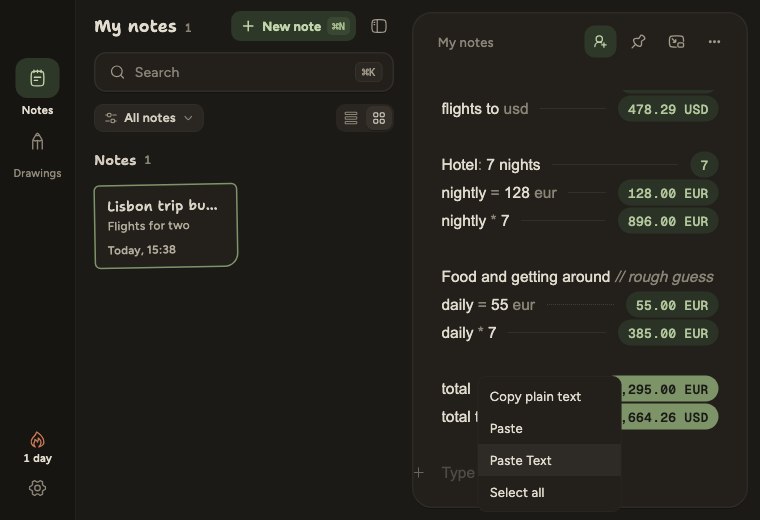 My notes 1
+ New note ⌘N
Search ⌘K
All notes
Notes 1
Lisbon trip bu...
Flights for two
Today, 15:38
Notes
Drawings
1 day
My notes
flights to usd 478.29 USD
Hotel: 7 nights 7
nightly = 128 eur 128.00 EUR
nightly * 7 896.00 EUR
Food and getting around // rough guess
daily = 55 eur 55.00 EUR
daily * 7 385.00 EUR
total ,295.00 EUR
total t ,664.26 USD
+ Type
Copy plain text
Paste
Paste Text
Select all